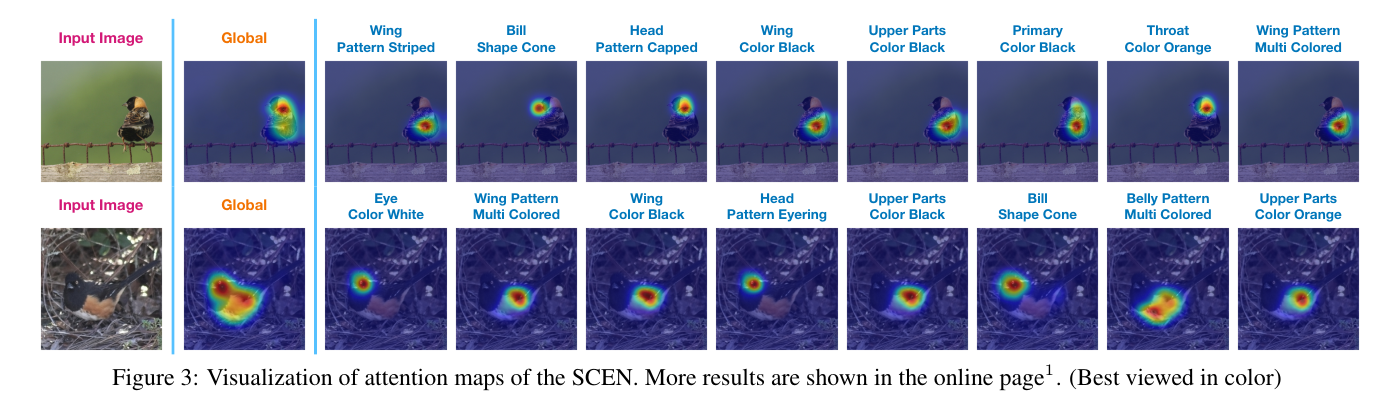 Input Image
Global
Wing
Pattern Striped
Bill
Shape Cone
Head
Pattern Capped
Wing
Color Black
Upper Parts
Color Black
Primary
Color Black
Throat
Color Orange
Wing Pattern
Multi Colored
Input Image
Global
Eye
Color White
Wing Pattern
Multi Colored
Wing
Color Black
Head
Pattern Eyering
Upper Parts
Color Black
Bill
Shape Cone
Belly Pattern
Multi Colored
Upper Parts
Color Orange
Figure 3: Visualization of attention maps of the SCEN. More results are shown in the online page1. (Best viewed in color)